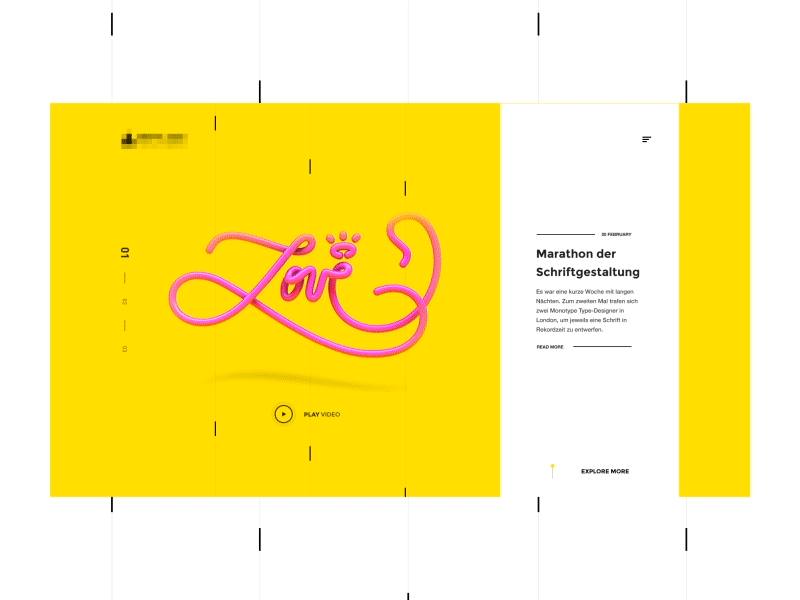 01
02
03
Love
PLAY VIDEO
20 FEBRUARY
Marathon der
Schriftgestaltung
Es war eine kurze Woche mit langen
Nächten. Zum zweiten Mal trafen sich
zwei Monotype Type-Designer in
London, um jeweils eine Schrift in
Rekordzeit zu entwerfen.
READ MORE
EXPLORE MORE